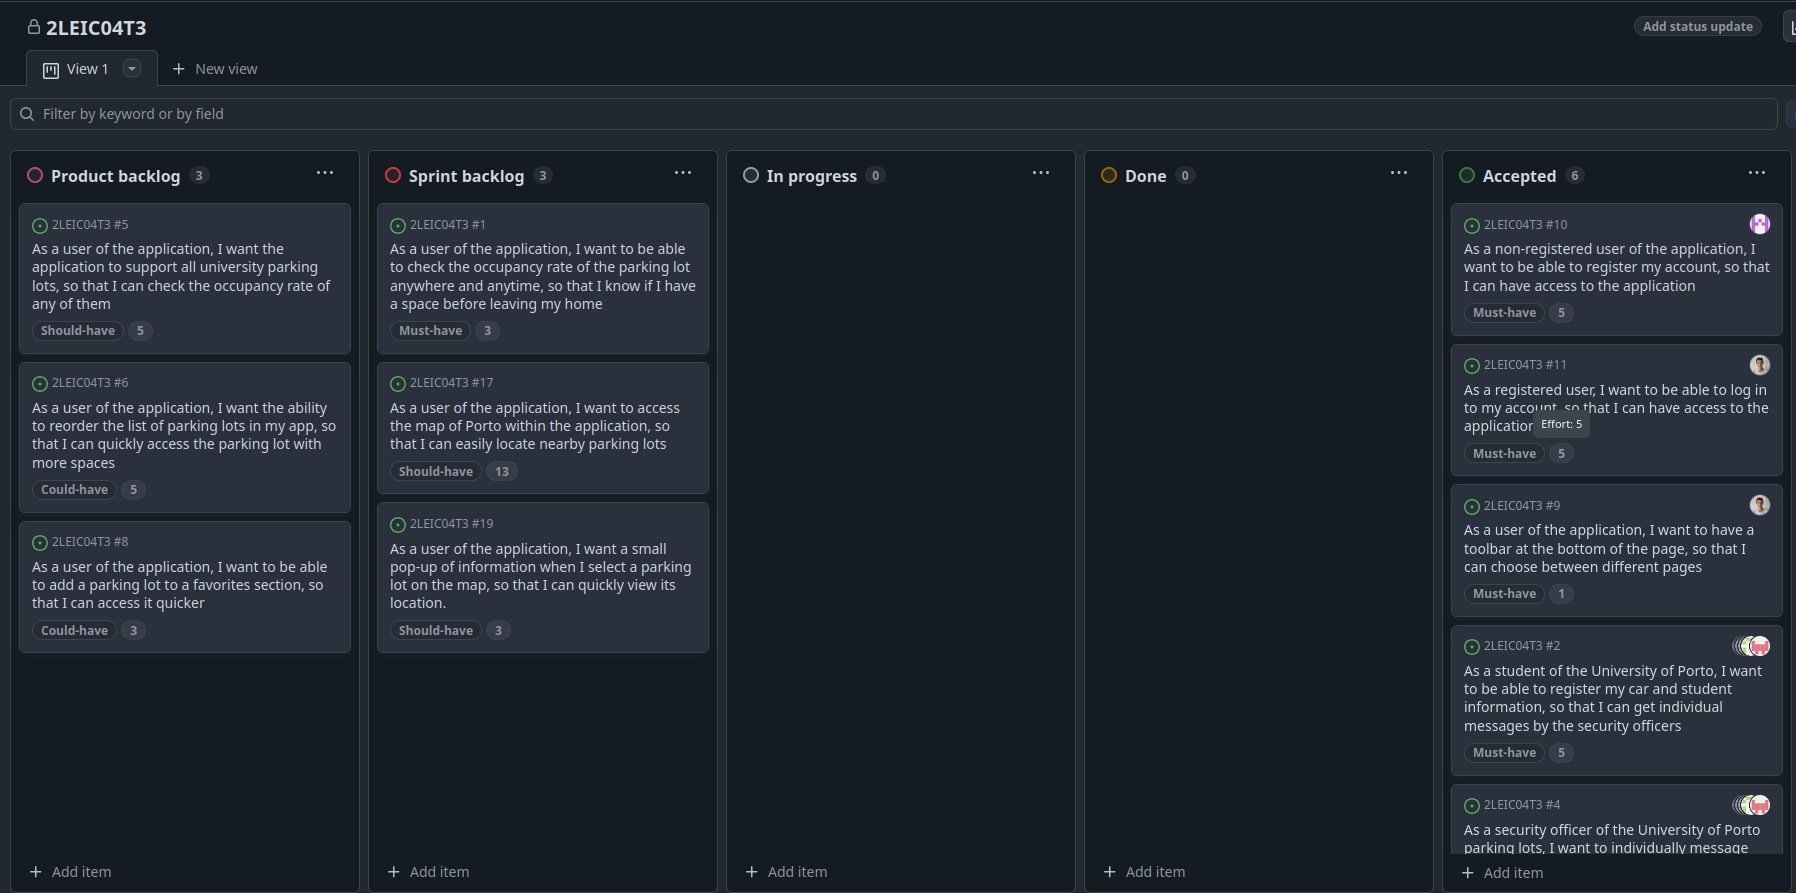 2LEIC04T3
Add status update
View 1
New view
Filter by keyword or by field
Product backlog 3
2LEIC04T3 #5
As a user of the application, I want the
application to support all university parking
lots, so that I can check the occupancy rate of
any of them
Should-have 5
2LEIC04T3 #6
As a user of the application, I want the ability
to reorder the list of parking lots in my app, so
that I can quickly access the parking lot with
more spaces
Could-have 5
2LEIC04T3 #8
As a user of the application, I want to be able
to add a parking lot to a favorites section, so
that I can access it quicker
Could-have 3
Add item
Sprint backlog 3
2LEIC04T3 #1
As a user of the application, I want to be able
to check the occupancy rate of the parking lot
anywhere and anytime, so that I know if I have
a space before leaving my home
Must-have 3
2LEIC04T3 #17
As a user of the application, I want to access
the map of Porto within the application, so
that I can easily locate nearby parking lots
Should-have 13
2LEIC04T3 #19
As a user of the application, I want a small
pop-up of information when I select a parking
lot on the map, so that I can quickly view its
location.
Should-have 3
Add item
In progress 0
Add item
Done 0
Add item
Accepted 6
2LEIC04T3 #10
As a non-registered user of the application, I
want to be able to register my account, so that
I can have access to the application
Must-have 5
2LEIC04T3 #11
As a registered user, I want to be able to log in
to my account, so that I can have access to the
application
Effort: 5
Must-have 5
2LEIC04T3 #9
As a user of the application, I want to have a
toolbar at the bottom of the page, so that I
can choose between different pages
Must-have 1
2LEIC04T3 #2
As a student of the University of Porto, I want
to be able to register my car and student
information, so that I can get individual
messages by the security officers
Must-have 5
2LEIC04T3 #4
As a security officer of the University of Porto
parking lots, I want to individually message
Add item